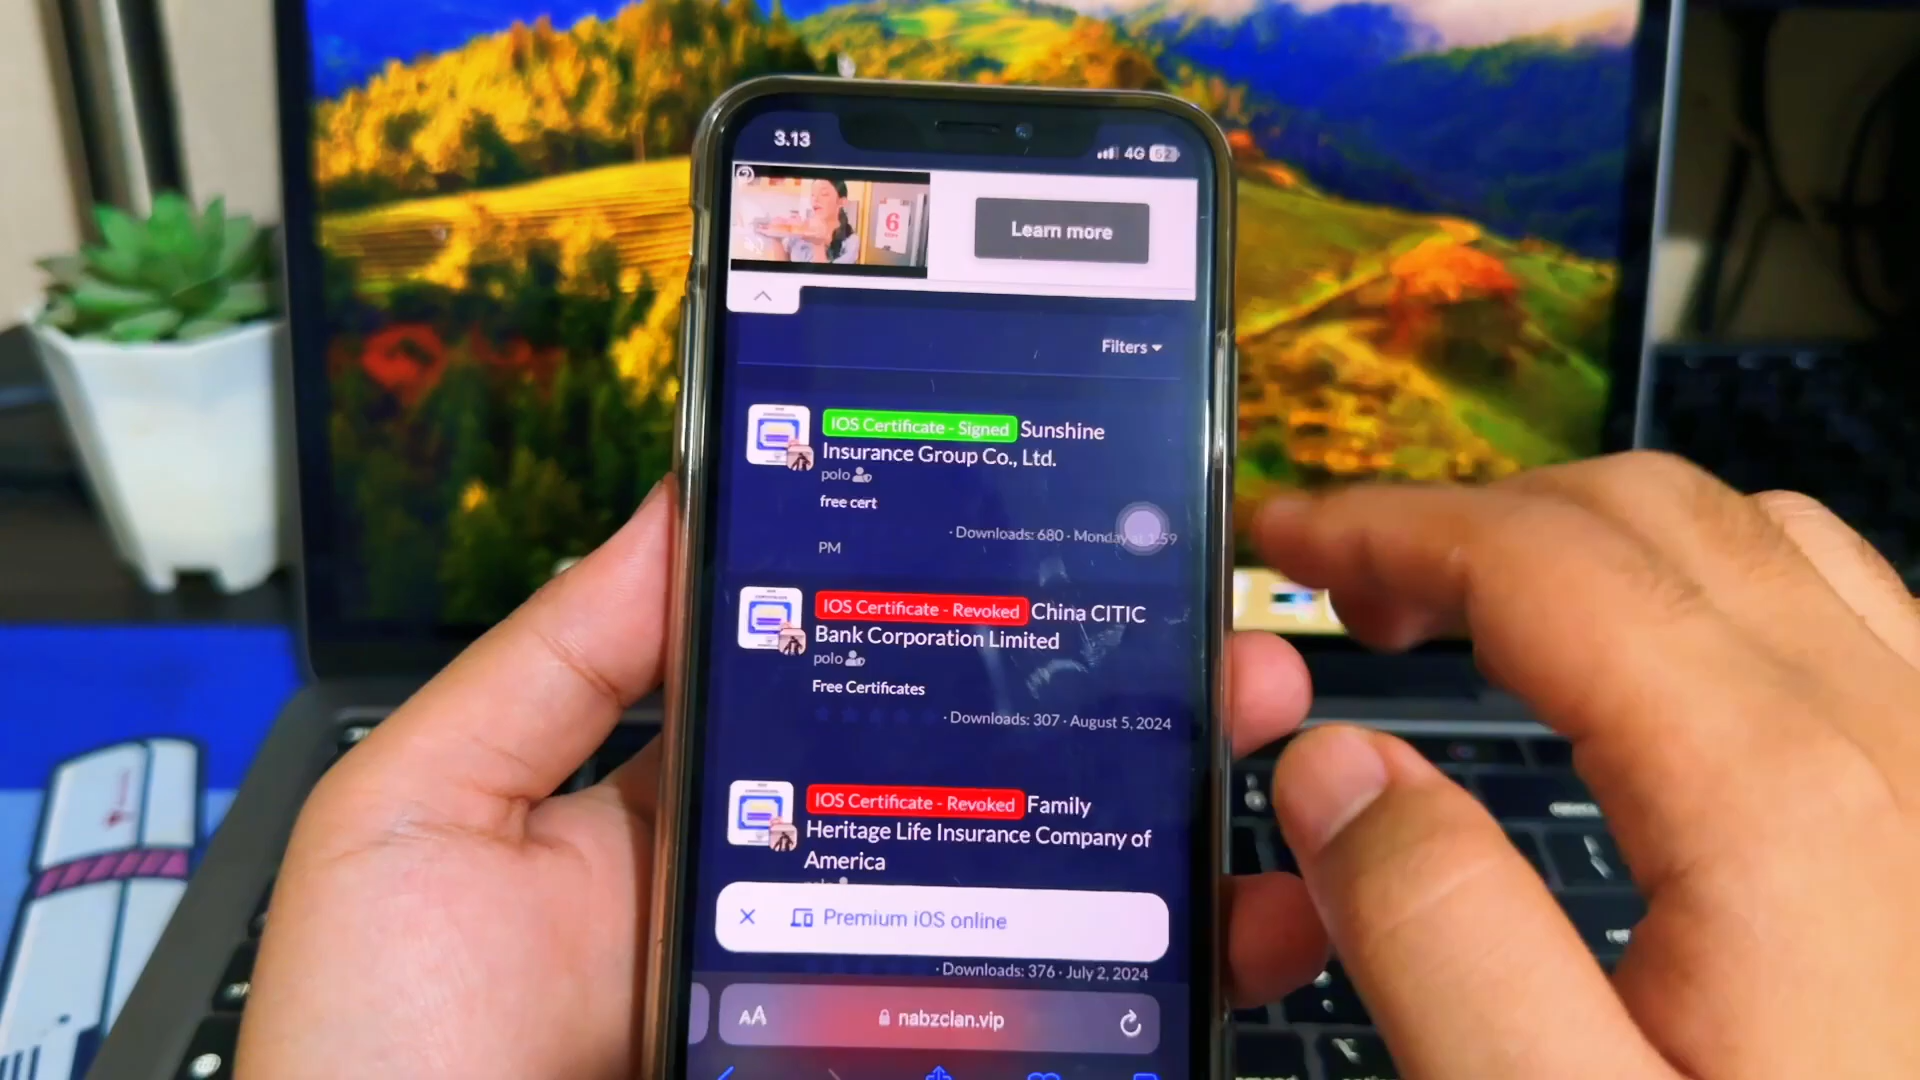 3.13
4G 62
6
Learn more
Filters
IOS Certificate - Signed Sunshine
Insurance Group Co., Ltd.
polo
free cert
· Downloads: 680 · Monday at 1:59
PM
IOS Certificate - Revoked China CITIC
Bank Corporation Limited
polo
Free Certificates
· Downloads: 307 · August 5, 2024
IOS Certificate - Revoked Family
Heritage Life Insurance Company of
America
Premium iOS online
· Downloads: 376 · July 2, 2024
AA nabzclan.vip